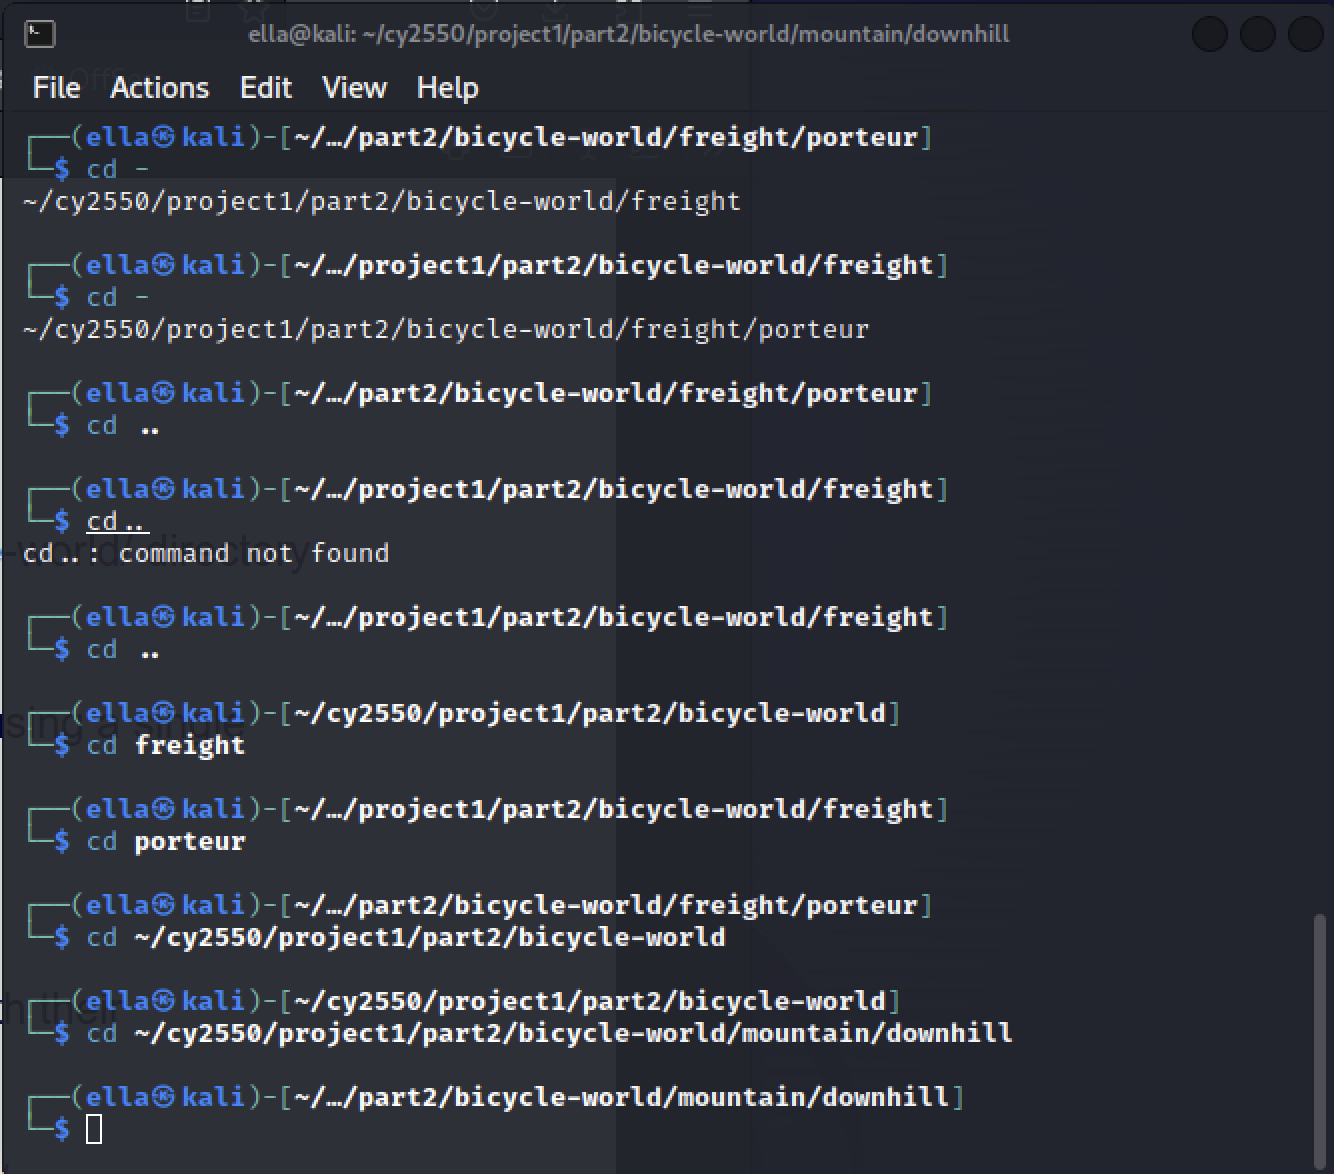 ella@kali: ~/cy2550/project1/part2/bicycle-world/mountain/downhill
File Actions Edit View Help
┌──(ella㉿kali)-[~/…/part2/bicycle-world/freight/porteur]
└─$ cd -
~/cy2550/project1/part2/bicycle-world/freight
┌──(ella㉿kali)-[~/…/project1/part2/bicycle-world/freight]
└─$ cd -
~/cy2550/project1/part2/bicycle-world/freight/porteur
┌──(ella㉿kali)-[~/…/part2/bicycle-world/freight/porteur]
└─$ cd ..
┌──(ella㉿kali)-[~/…/project1/part2/bicycle-world/freight]
└─$ cd..
cd..: command not found
┌──(ella㉿kali)-[~/…/project1/part2/bicycle-world/freight]
└─$ cd ..
┌──(ella㉿kali)-[~/cy2550/project1/part2/bicycle-world]
└─$ cd freight
┌──(ella㉿kali)-[~/…/project1/part2/bicycle-world/freight]
└─$ cd porteur
┌──(ella㉿kali)-[~/…/part2/bicycle-world/freight/porteur]
└─$ cd ~/cy2550/project1/part2/bicycle-world
┌──(ella㉿kali)-[~/cy2550/project1/part2/bicycle-world]
└─$ cd ~/cy2550/project1/part2/bicycle-world/mountain/downhill
┌──(ella㉿kali)-[~/…/part2/bicycle-world/mountain/downhill]
└─$